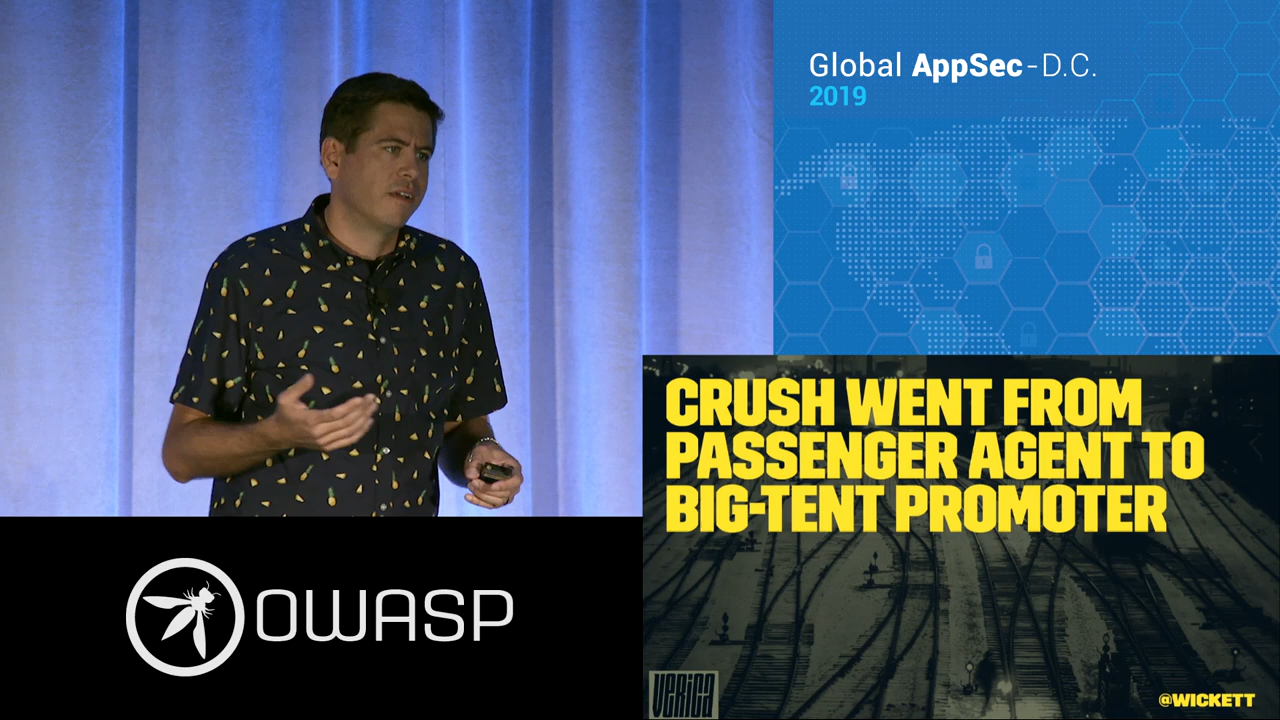 Global AppSec - D.C.
2019
CRUSH WENT FROM
PASSENGER AGENT TO
BIG-TENT PROMOTER
VERICA
@WICKETT
OWASP